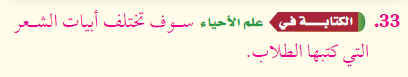 33. الكتابة في علم الأحياء سوف تختلف أبيات الشعر
التي كتبها الطلاب.